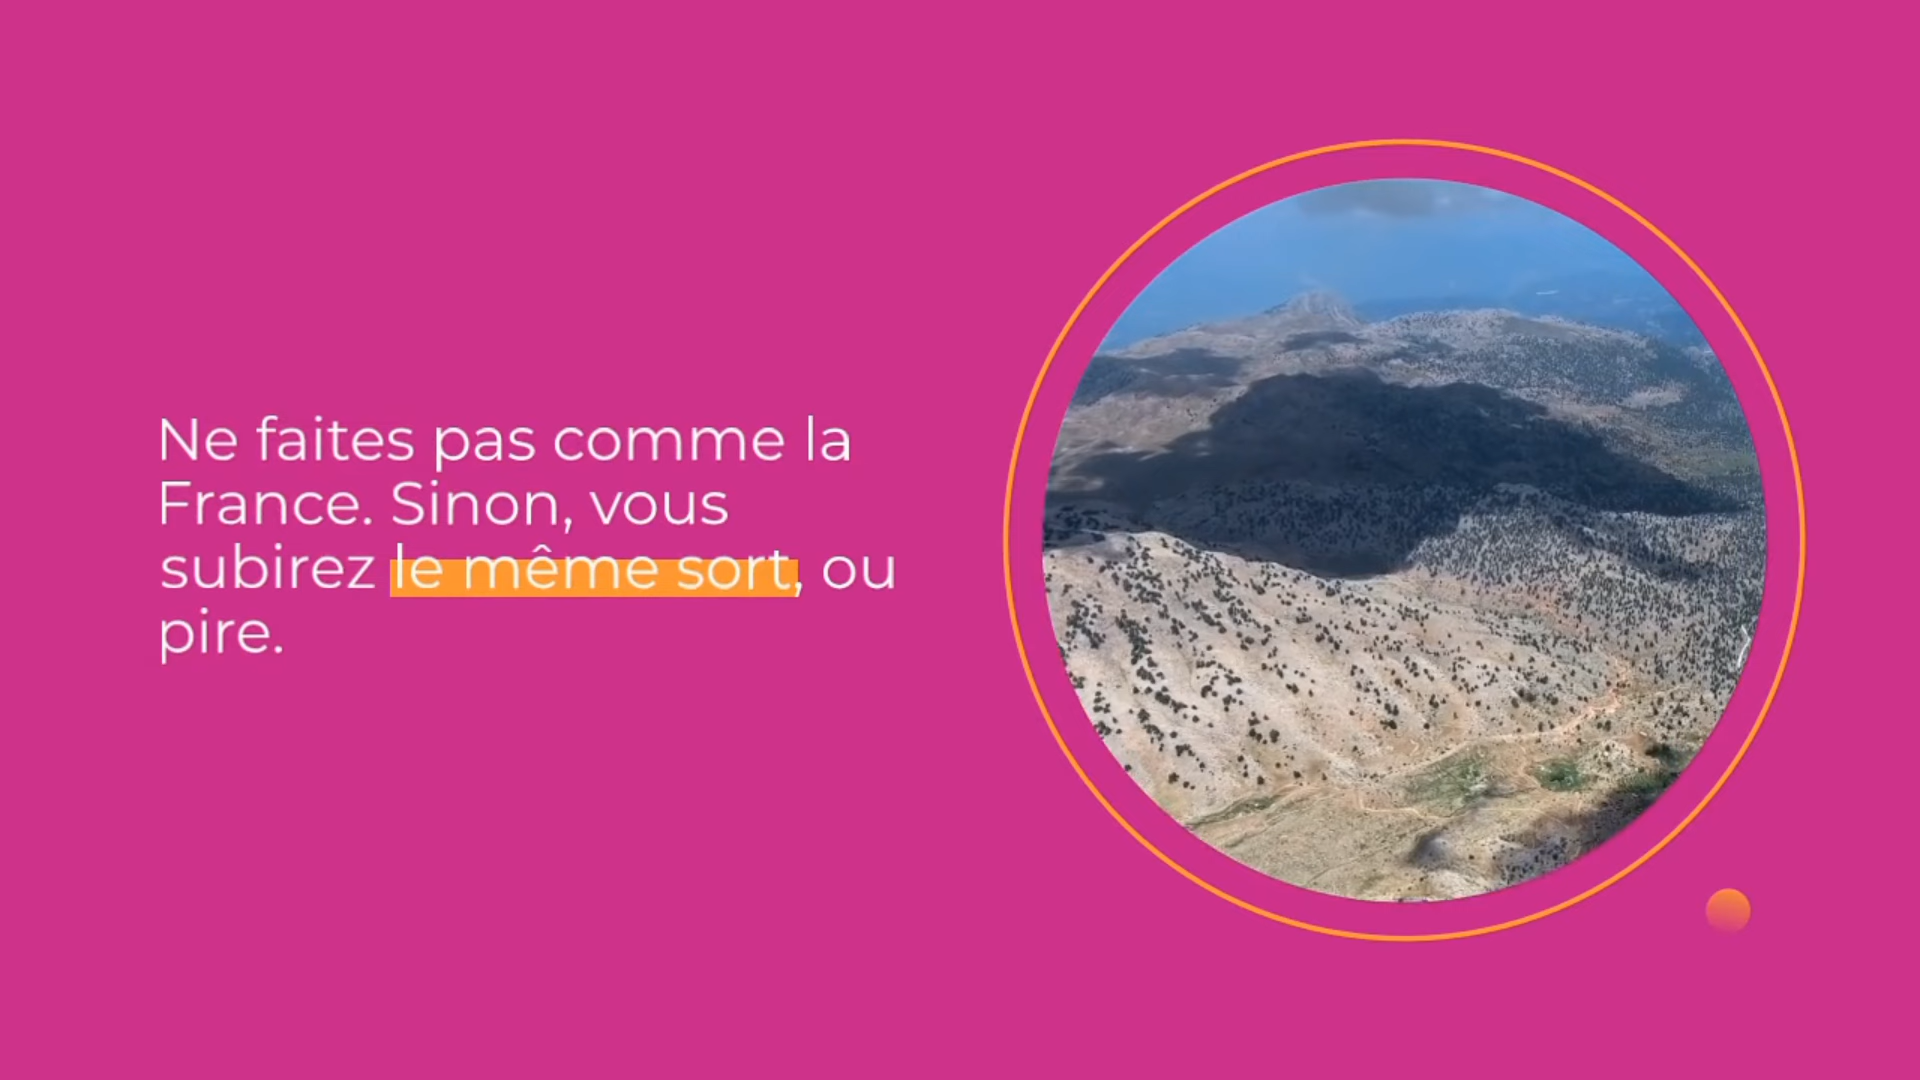 Ne faites pas comme la
France. Sinon, vous
subirez le même sort, ou
pire.